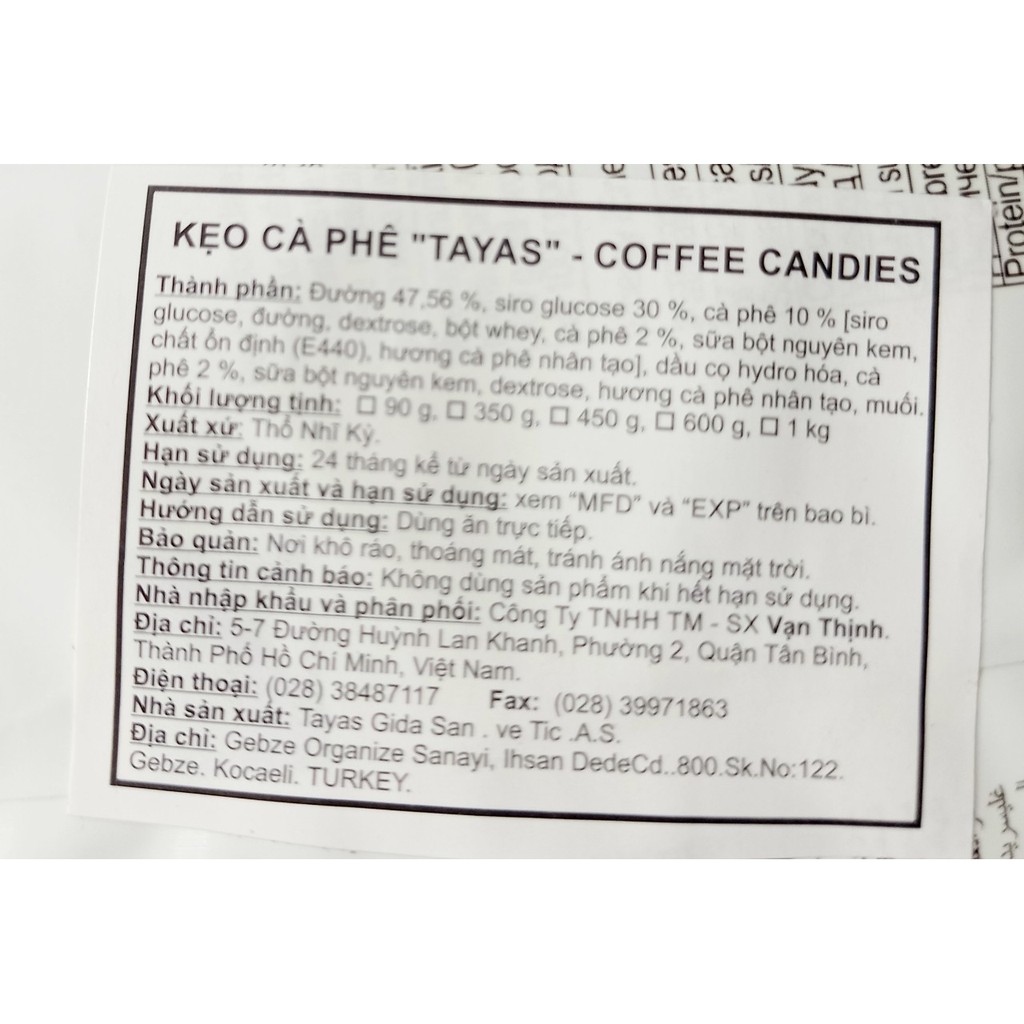 KẸO CÀ PHÊ "TAYAS" - COFFEE CANDIES
Thành phần: Đường 47,56 %, siro glucose 30 %, cà phê 10 % [siro
glucose, đường, dextrose, bột whey, cà phê 2 %, sữa bột nguyên kem,
chất ổn định (E440), hương cà phê nhân tạo], dầu cọ hydro hóa, cà
phê 2 %, sữa bột nguyên kem, dextrose, hương cà phê nhân tạo, muối.
Khối lượng tịnh: ☐ 90 g, ☐ 350 g, ☐ 450 g, ☐ 600 g, ☐ 1 kg
Xuất xứ: Thổ Nhĩ Kỳ.
Hạn sử dụng: 24 tháng kể từ ngày sản xuất.
Ngày sản xuất và hạn sử dụng: xem “MFD” và “EXP” trên bao bì.
Hướng dẫn sử dụng: Dùng ăn trực tiếp.
Bảo quản: Nơi khô ráo, thoáng mát, tránh ánh nắng mặt trời.
Thông tin cảnh báo: Không dùng sản phẩm khi hết hạn sử dụng.
Nhà nhập khẩu và phân phối: Công Ty TNHH TM - SX Vạn Thịnh.
Địa chỉ: 5-7 Đường Huỳnh Lan Khanh, Phường 2, Quận Tân Bình,
Thành Phố Hồ Chí Minh, Việt Nam.
Điện thoại: (028) 38487117 Fax: (028) 39971863
Nhà sản xuất: Tayas Gida San . ve Tic .A.S.
Địa chỉ: Gebze Organize Sanayi, Ihsan DedeCd..800.Sk.No:122.
Gebze. Kocaeli. TURKEY.
Protein/